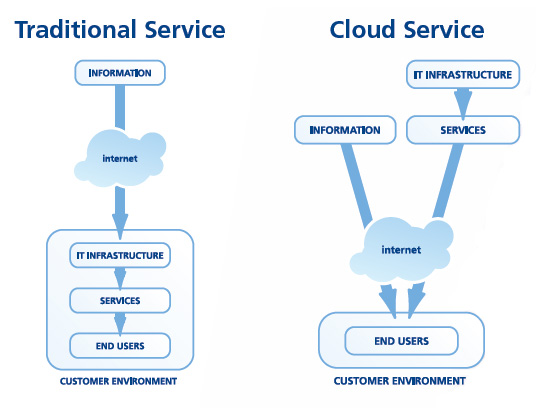 Traditional Service
INFORMATION
internet
IT INFRASTRUCTURE
SERVICES
END USERS
CUSTOMER ENVIRONMENT
Cloud Service
IT INFRASTRUCTURE
INFORMATION
SERVICES
internet
END USERS
CUSTOMER ENVIRONMENT